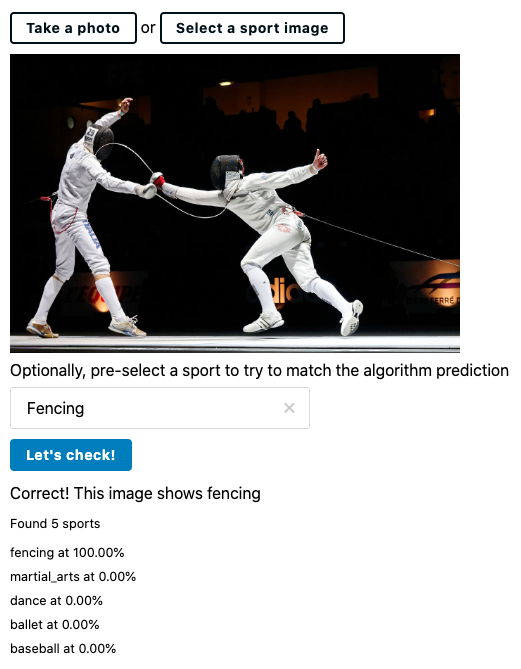 Take a photo or Select a sport image
L'EQUIPE
adi
Optionally, pre-select a sport to try to match the algorithm prediction
Fencing ×
Let's check!
Correct! This image shows fencing
Found 5 sports
fencing at 100.00%
martial_arts at 0.00%
dance at 0.00%
ballet at 0.00%
baseball at 0.00%